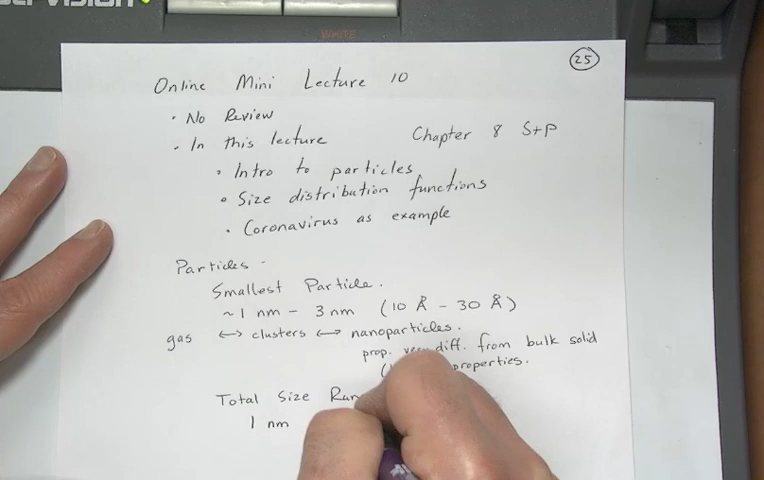 WHITE
25
Online Mini Lecture 10
• No Review
• In this lecture Chapter 8 S+P
• Intro to particles
• Size distribution functions
• Coronavirus as example
Particles -
Smallest Particle.
~1 nm - 3 nm (10 Å - 30 Å)
gas ↔ clusters ↔ nanoparticles.
prop. diff. from bulk solid
properties.
Total Size
1 nm